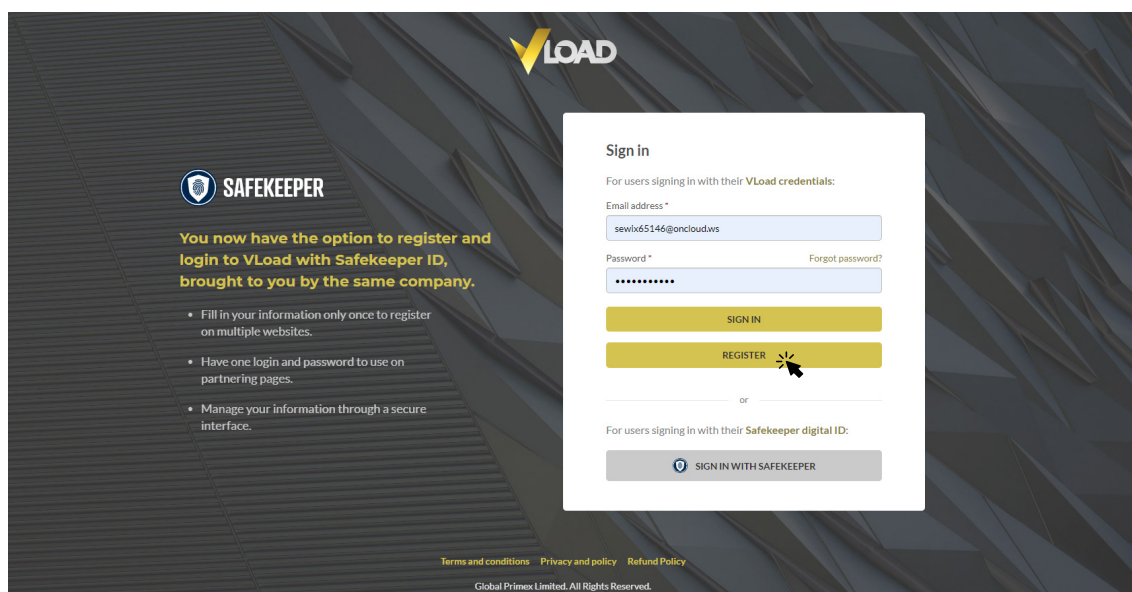 VLOAD
SAFEKEEPER
You now have the option to register and
login to VLoad with Safekeeper ID,
brought to you by the same company.
• Fill in your information only once to register
on multiple websites.
• Have one login and password to use on
partnering pages.
• Manage your information through a secure
interface.
Sign in
For users signing in with their VLoad credentials:
Email address *
sewix65146@oncloud.ws
Password * Forgot password?
•••••••••••
SIGN IN
REGISTER
or
For users signing in with their Safekeeper digital ID:
SIGN IN WITH SAFEKEEPER
Terms and conditions Privacy and policy Refund Policy
Global Primex Limited. All Rights Reserved.